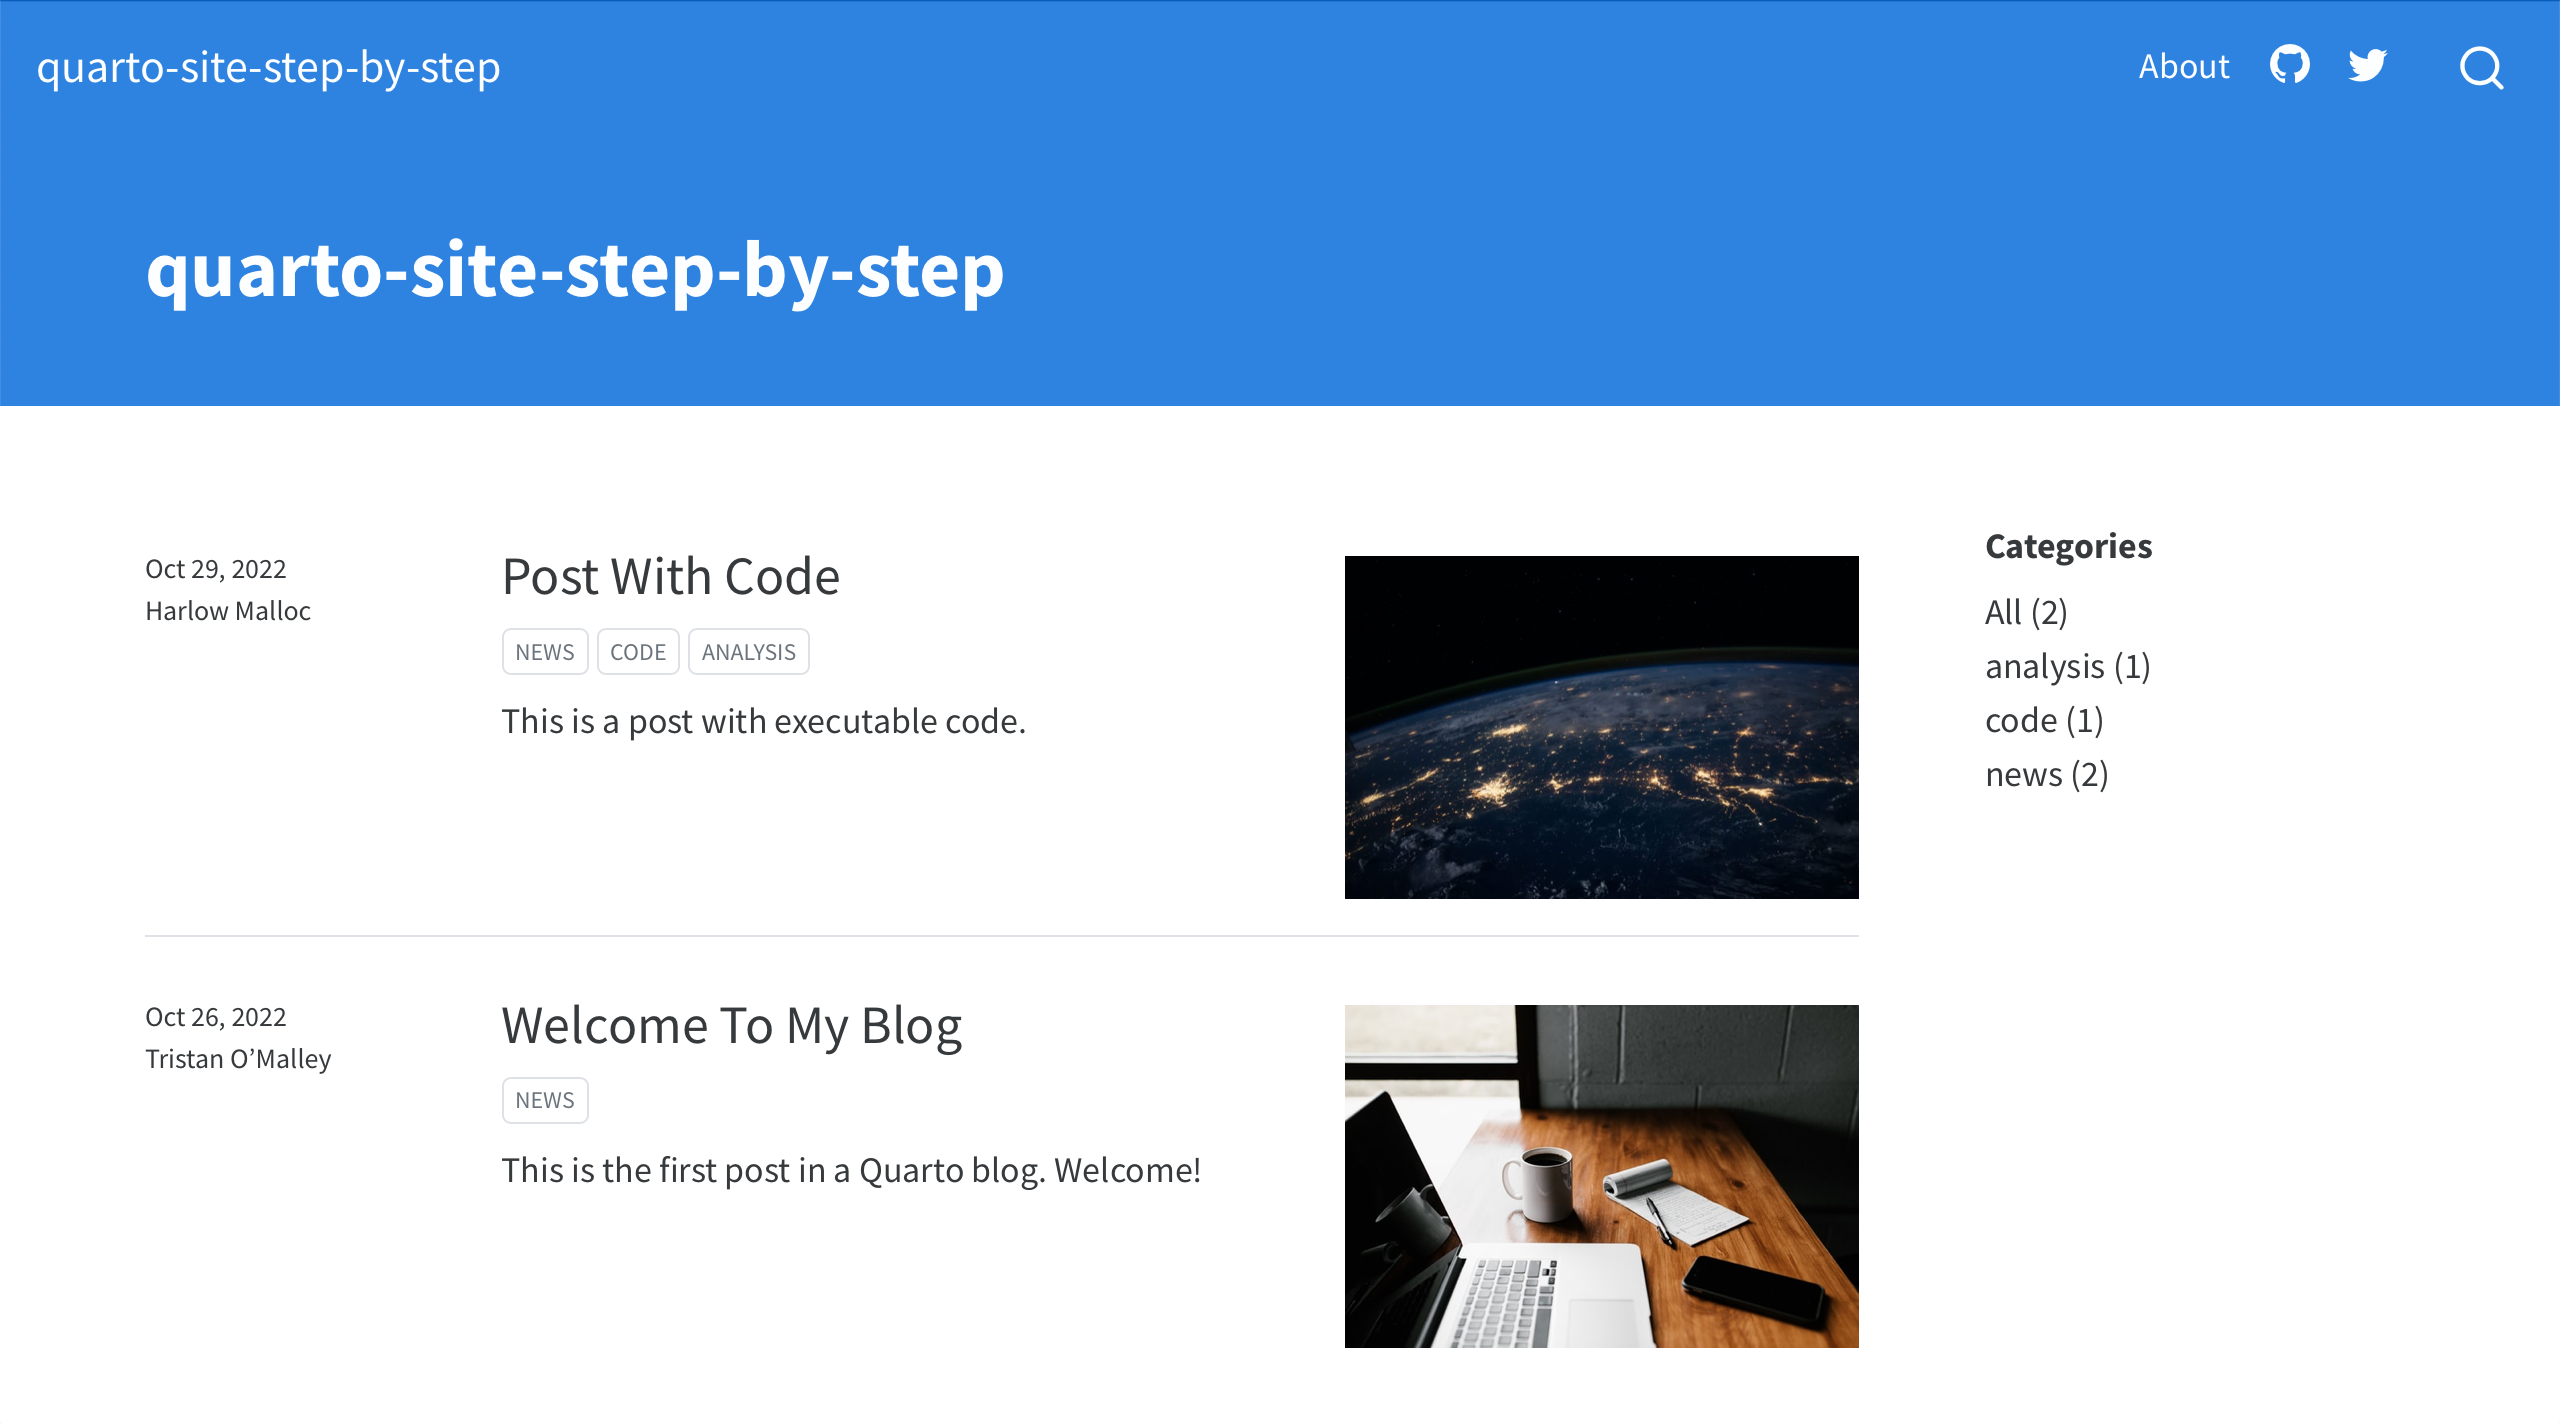 quarto-site-step-by-step
About
quarto-site-step-by-step
Oct 29, 2022
Harlow Malloc
Post With Code
NEWS CODE ANALYSIS
This is a post with executable code.
Oct 26, 2022
Tristan O’Malley
Welcome To My Blog
NEWS
This is the first post in a Quarto blog. Welcome!
Categories
All (2)
analysis (1)
code (1)
news (2)